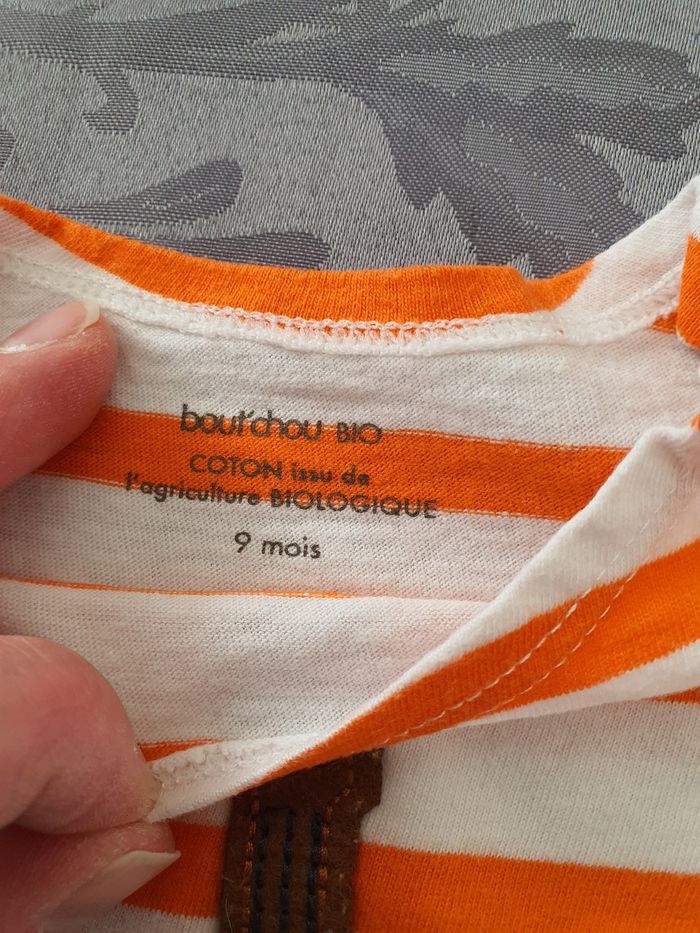 bout'chou BIO
COTON issu de
l'agriculture BIOLOGIQUE
9 mois